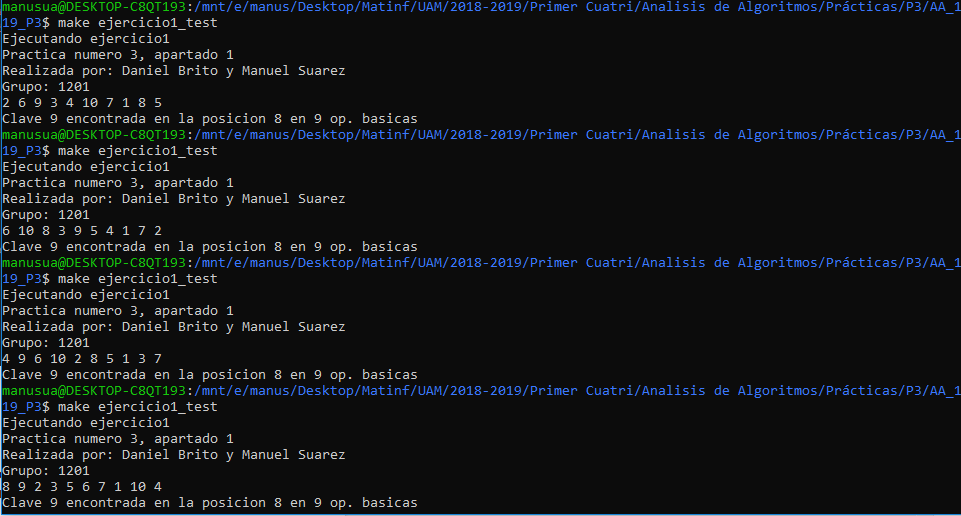 manusua@DESKTOP-C8QT193:/mnt/e/manus/Desktop/Matinf/UAM/2018-2019/Primer Cuatri/Analisis de Algoritmos/Prácticas/P3/AA_1
19_P3$ make ejercicio1_test
Ejecutando ejercicio1
Practica numero 3, apartado 1
Realizada por: Daniel Brito y Manuel Suarez
Grupo: 1201
2 6 9 3 4 10 7 1 8 5
Clave 9 encontrada en la posicion 8 en 9 op. basicas
manusua@DESKTOP-C8QT193:/mnt/e/manus/Desktop/Matinf/UAM/2018-2019/Primer Cuatri/Analisis de Algoritmos/Prácticas/P3/AA_1
19_P3$ make ejercicio1_test
Ejecutando ejercicio1
Practica numero 3, apartado 1
Realizada por: Daniel Brito y Manuel Suarez
Grupo: 1201
6 10 8 3 9 5 4 1 7 2
Clave 9 encontrada en la posicion 8 en 9 op. basicas
manusua@DESKTOP-C8QT193:/mnt/e/manus/Desktop/Matinf/UAM/2018-2019/Primer Cuatri/Analisis de Algoritmos/Prácticas/P3/AA_1
19_P3$ make ejercicio1_test
Ejecutando ejercicio1
Practica numero 3, apartado 1
Realizada por: Daniel Brito y Manuel Suarez
Grupo: 1201
4 9 6 10 2 8 5 1 3 7
Clave 9 encontrada en la posicion 8 en 9 op. basicas
manusua@DESKTOP-C8QT193:/mnt/e/manus/Desktop/Matinf/UAM/2018-2019/Primer Cuatri/Analisis de Algoritmos/Prácticas/P3/AA_1
19_P3$ make ejercicio1_test
Ejecutando ejercicio1
Practica numero 3, apartado 1
Realizada por: Daniel Brito y Manuel Suarez
Grupo: 1201
8 9 2 3 5 6 7 1 10 4
Clave 9 encontrada en la posicion 8 en 9 op. basicas